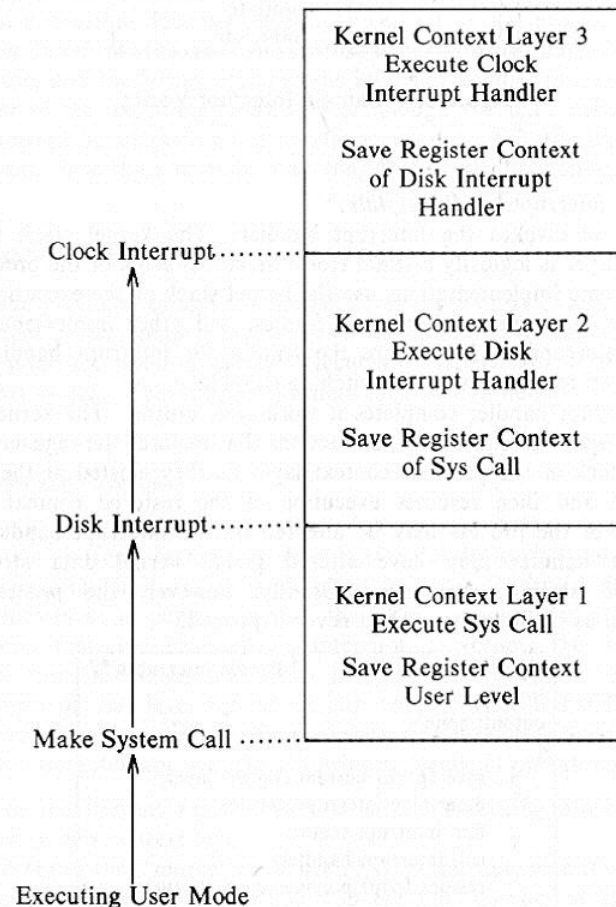 Kernel Context Layer 3
Execute Clock
Interrupt Handler
Save Register Context
of Disk Interrupt
Handler
Clock Interrupt
Kernel Context Layer 2
Execute Disk
Interrupt Handler
Save Register Context
of Sys Call
Disk Interrupt
Kernel Context Layer 1
Execute Sys Call
Save Register Context
User Level
Make System Call
Executing User Mode